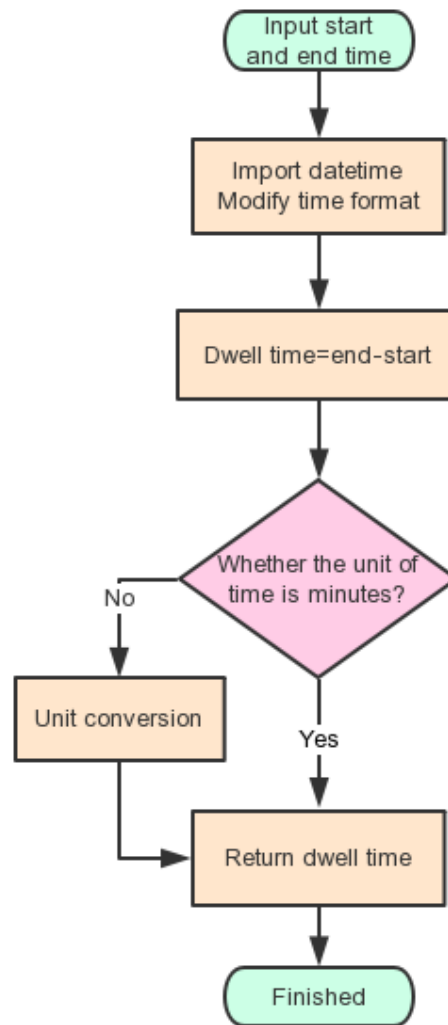 Input start
and end time
Import datetime
Modify time format
Dwell time=end-start
Whether the unit of
time is minutes?
No
Unit conversion
Yes
Return dwell time
Finished